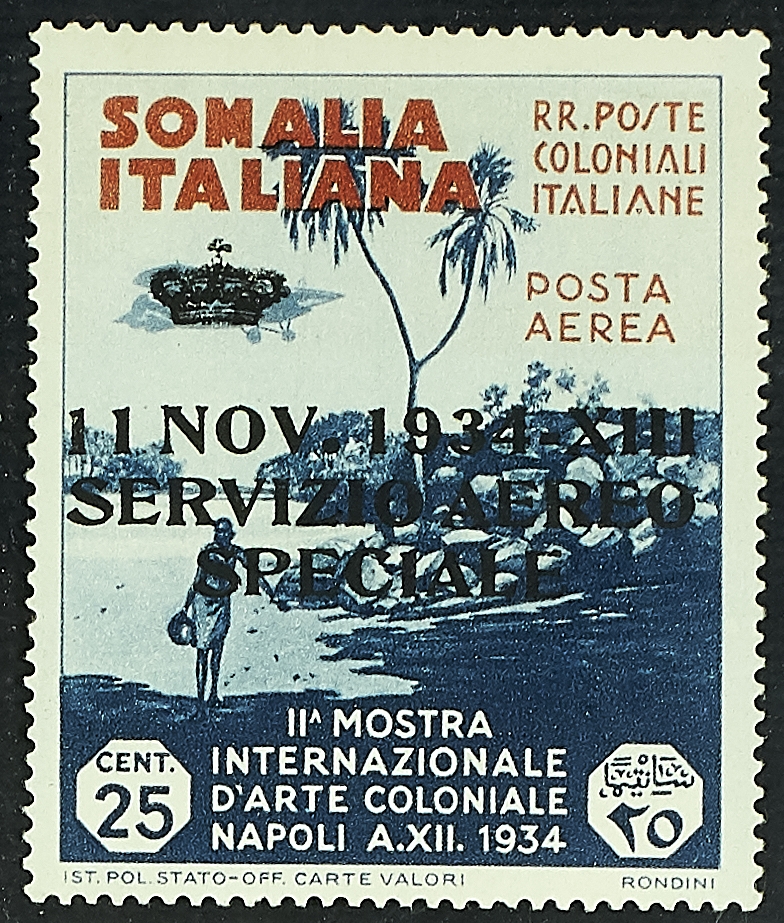 SOMALIA
ITALIANA
RR. POSTE
COLONIALI
ITALIANE
POSTA
AEREA
11 NOV. 1934-XIII
SERVIZIO AEREO
SPECIALE
IIᴬ MOSTRA
INTERNAZIONALE
D'ARTE COLONIALE
NAPOLI A.XII. 1934
CENT.
25
٢٥
IST. POL. STATO-OFF. CARTE VALORI
RONDINI